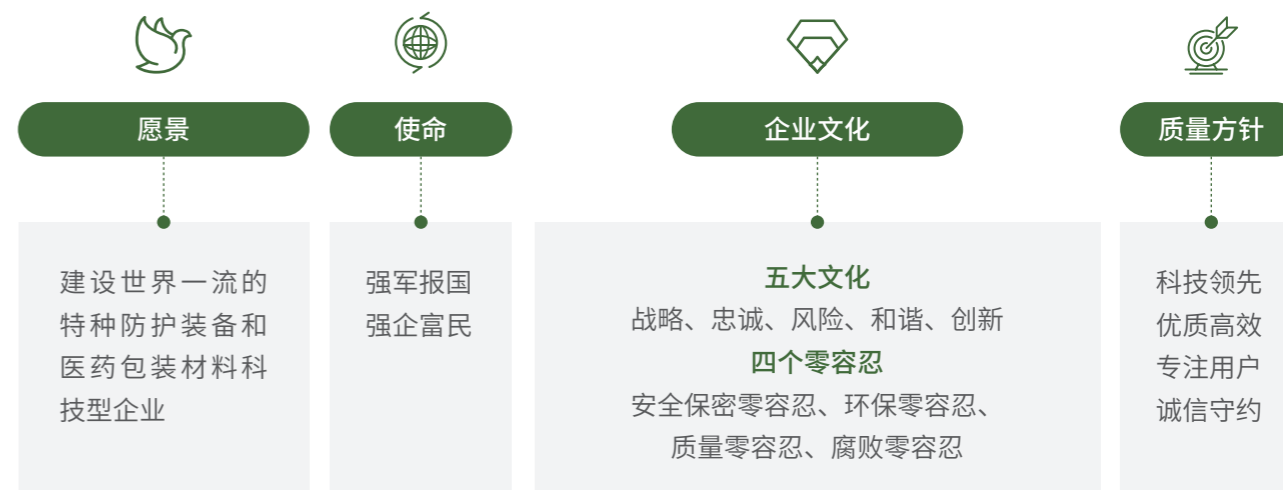 愿景
建设世界一流的
特种防护装备和
医药包装材料科
技型企业
使命
强军报国
强企富民
企业文化
五大文化
战略、忠诚、风险、和谐、创新
四个零容忍
安全保密零容忍、环保零容忍、
质量零容忍、腐败零容忍
质量方针
科技领先
优质高效
专注用户
诚信守约